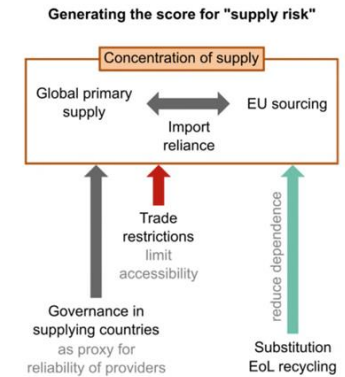 Generating the score for "supply risk"
Concentration of supply
Global primary
supply
EU sourcing
Import
reliance
Trade
restrictions
limit
accessibility
reduce dependence
Governance in
supplying countries
as proxy for
reliability of providers
Substitution
EoL recycling